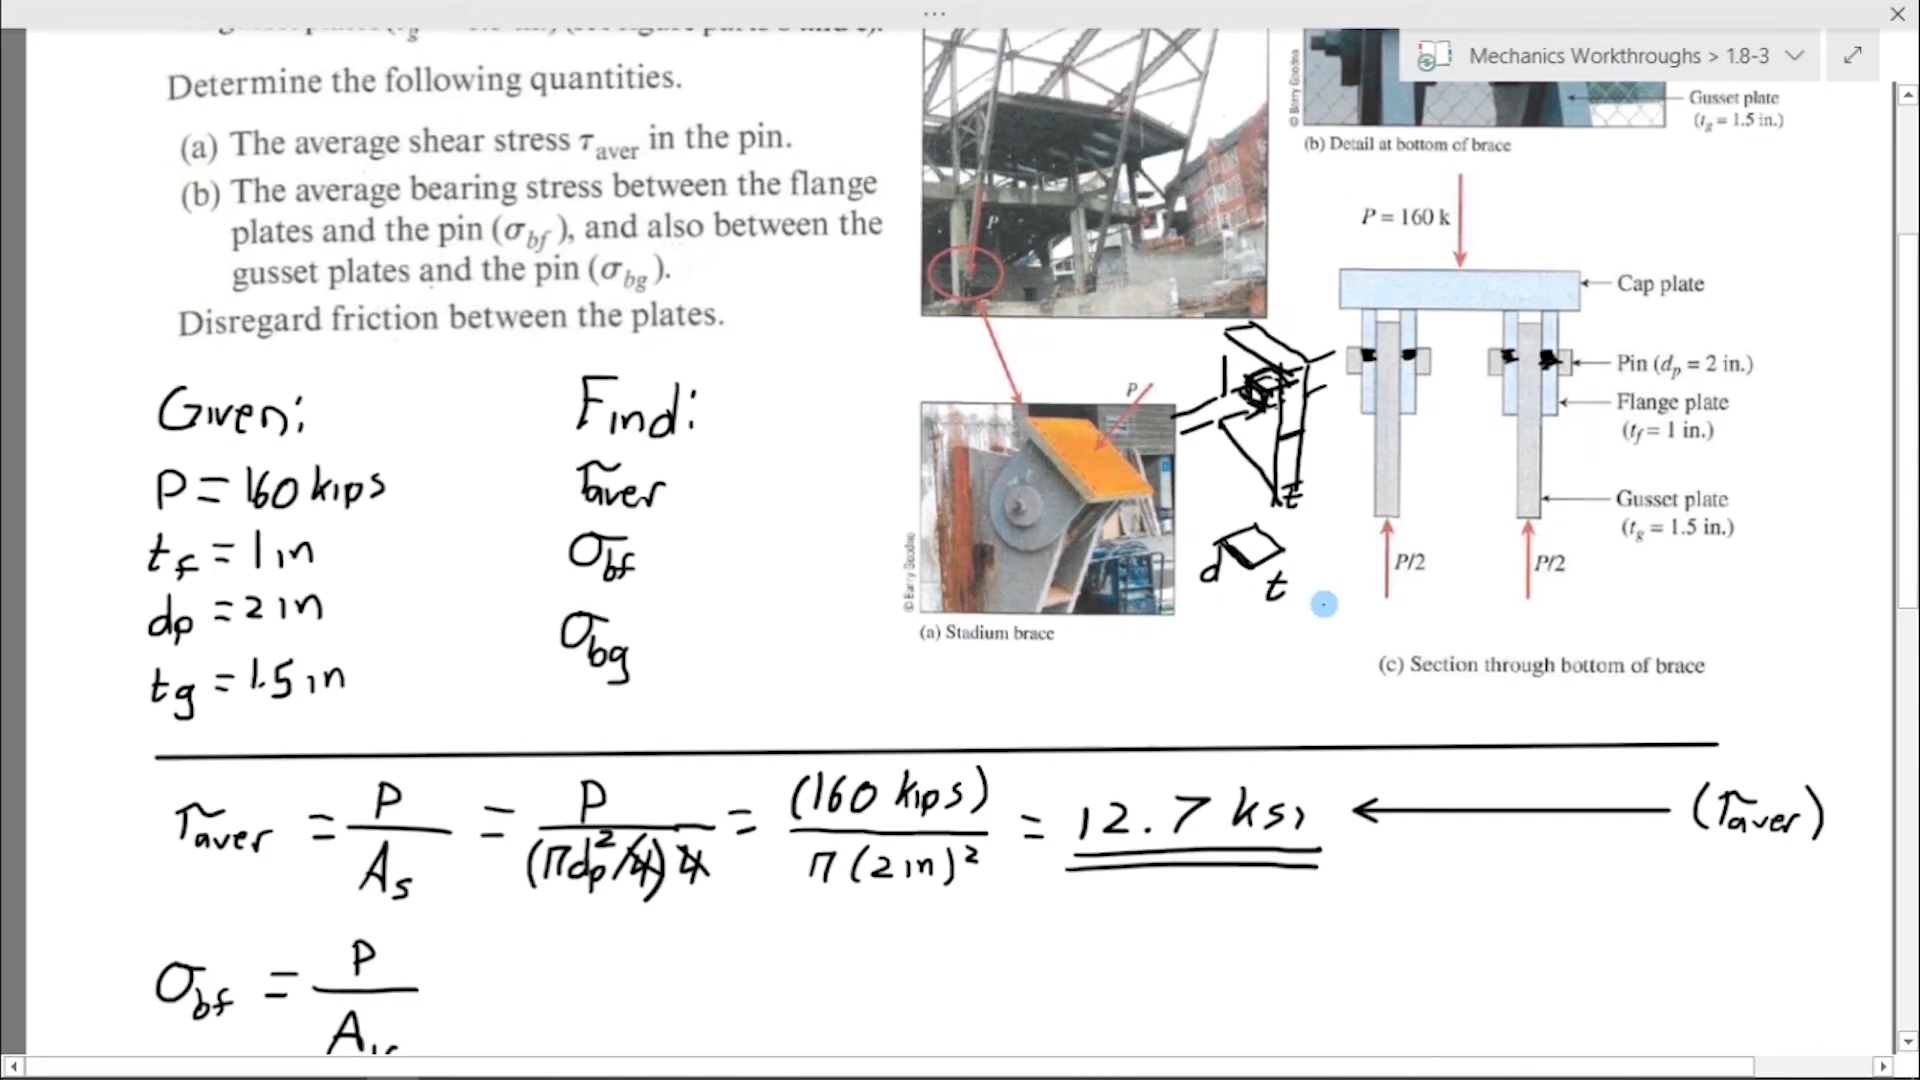 Mechanics Workthroughs > 1.8-3
Determine the following quantities.
(a) The average shear stress τaver in the pin.
(b) The average bearing stress between the flange
plates and the pin (σbf), and also between the
gusset plates and the pin (σbg).
Disregard friction between the plates.
P
© Barry Goodno
Gusset plate
(tg = 1.5 in.)
(b) Detail at bottom of brace
P = 160 k
Cap plate
Pin (dp = 2 in.)
Flange plate
(tf = 1 in.)
Gusset plate
(tg = 1.5 in.)
P/2
P/2
(c) Section through bottom of brace
P
© Barry Goodno
(a) Stadium brace
t
d
t
Given:
P = 160 kips
tf = 1 in
dp = 2 in
tg = 1.5 in
Find:
τaver
σbf
σbg
τaver = P/As = P/((πdp²/4)4) = (160 kips)/(π(2 in)²) = 12.7 ksi ← (τaver)
σbf = P/A